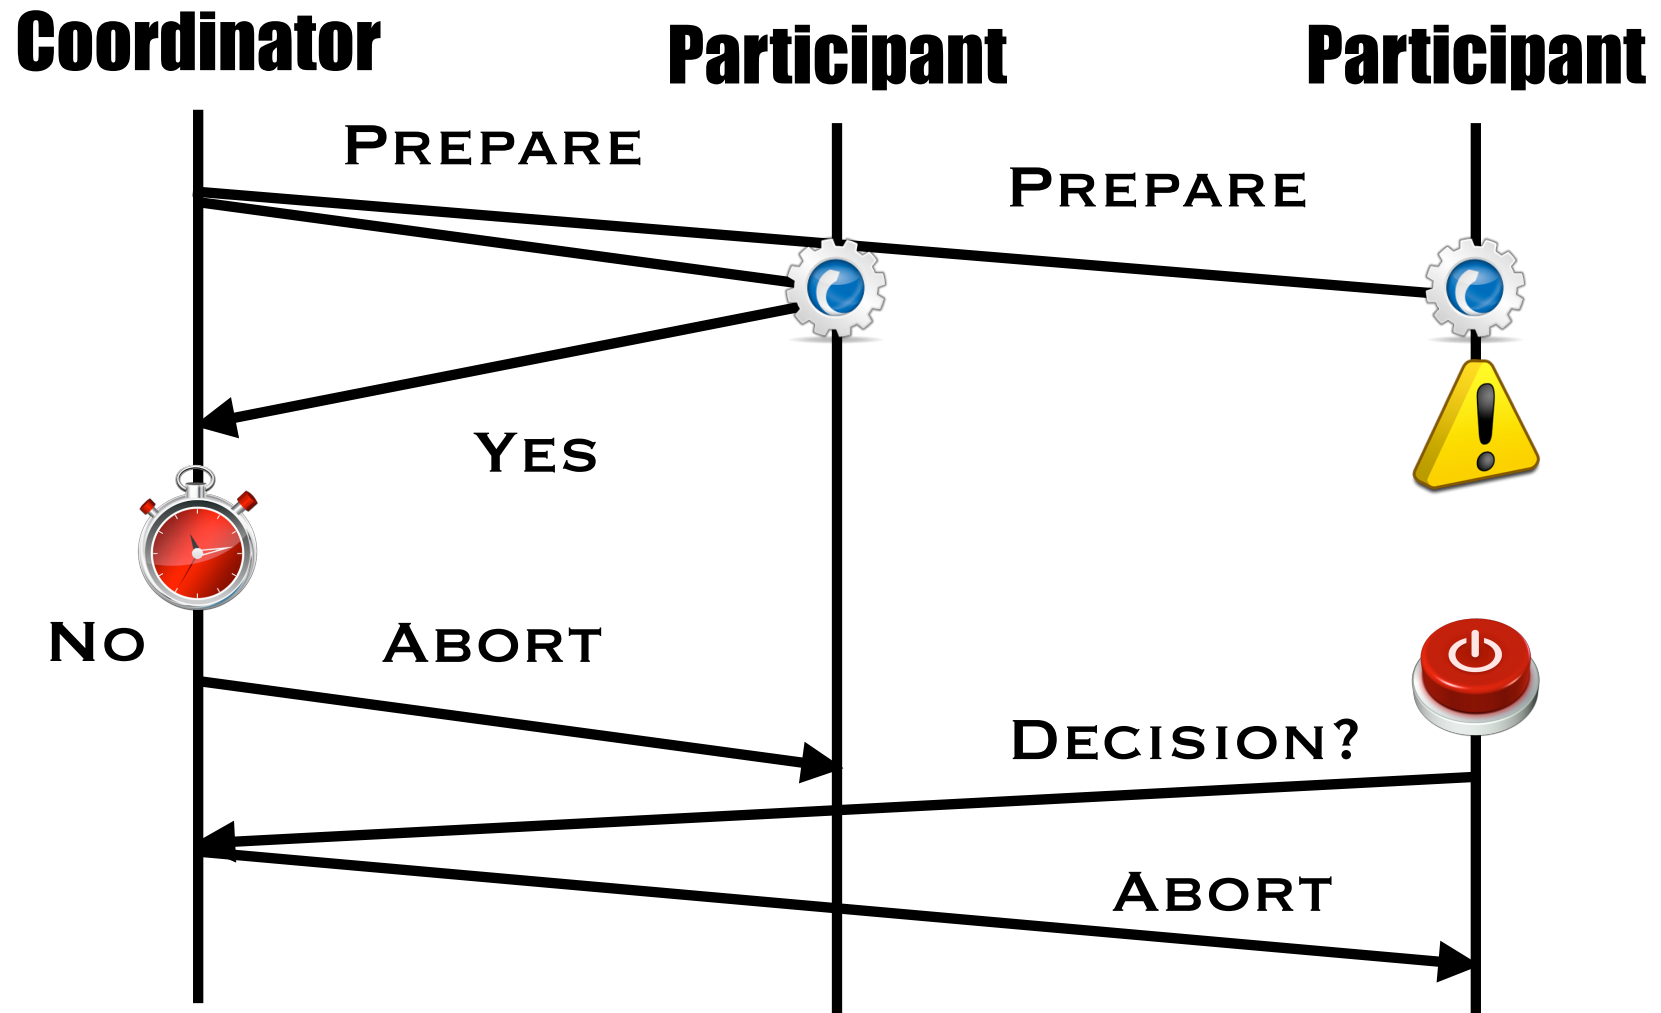 Coordinator
Participant
Participant
Prepare
Prepare
Yes
No
Abort
Decision?
Abort